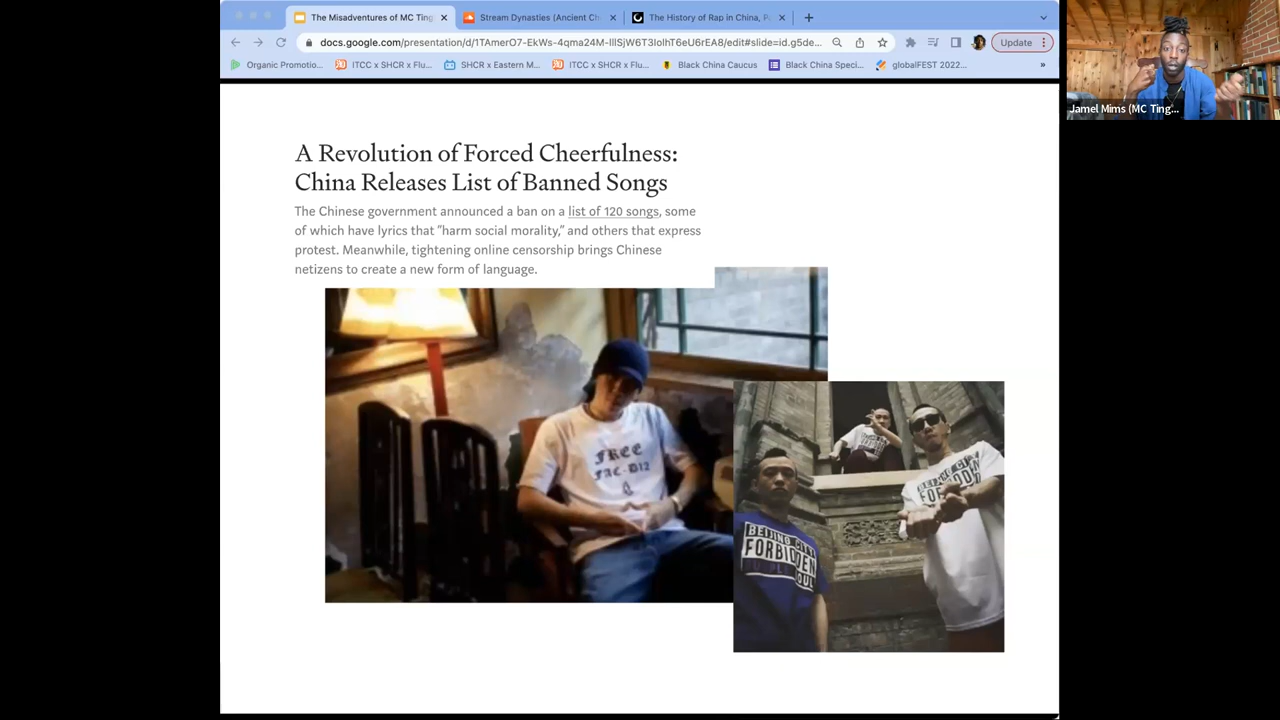 The Misadventures of MC Ting
Stream Dynasties (Ancient Ch
The History of Rap in China, P
docs.google.com/presentation/d/1TAmerO7-EkWs-4qma24M-IllSjW6T3IolhT6eU6rEA8/edit#slide=id.g5de...
Update
Organic Promotio...
ITCC x SHCR x Flu...
SHCR x Eastern M...
ITCC x SHCR x Flu...
Black China Caucus
Black China Speci...
globalFEST 2022...
»
Jamel Mims (MC Ting...
A Revolution of Forced Cheerfulness:
China Releases List of Banned Songs
The Chinese government announced a ban on a list of 120 songs, some
of which have lyrics that "harm social morality," and others that express
protest. Meanwhile, tightening online censorship brings Chinese
netizens to create a new form of language.
FREE
BEIJING
FORBIDDEN